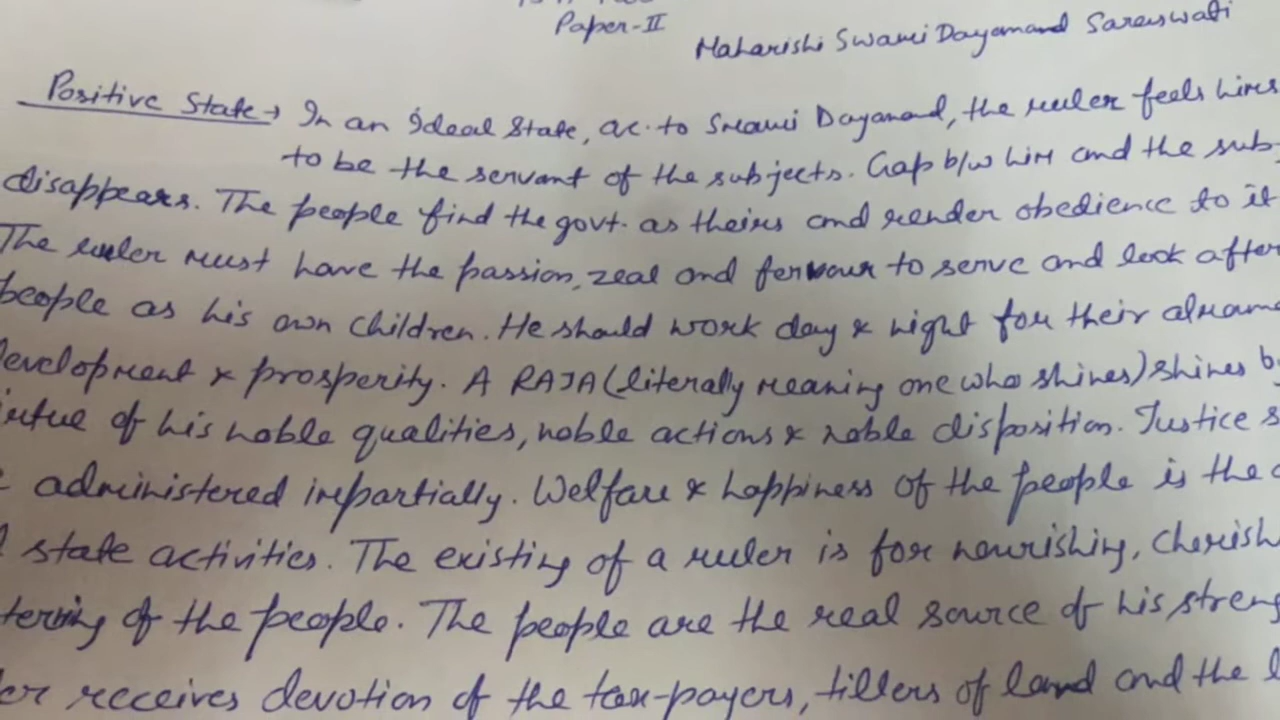 Paper-II
Maharishi Swami Dayanand Saraswati
Positive State → In an ideal state, ac. to Swami Dayanand, the ruler feels
to be the servant of the subjects. Gap b/w him and the sub-
disappears. The people find the govt. as theirs and render obedience to it
The ruler must have the passion, zeal and fervour to serve and look after
people as his own children. He should work day & night for their
development & prosperity. A RAJA (literally meaning one who shines) shines
virtue of his noble qualities, noble actions & noble disposition. Justice
administered impartially. Welfare & happiness of the people is the
state activities. The existing of a ruler is for nourishing, cherish
of the people. The people are the real source of his streng
receives devotion of the tax-payers, tillers of land and the